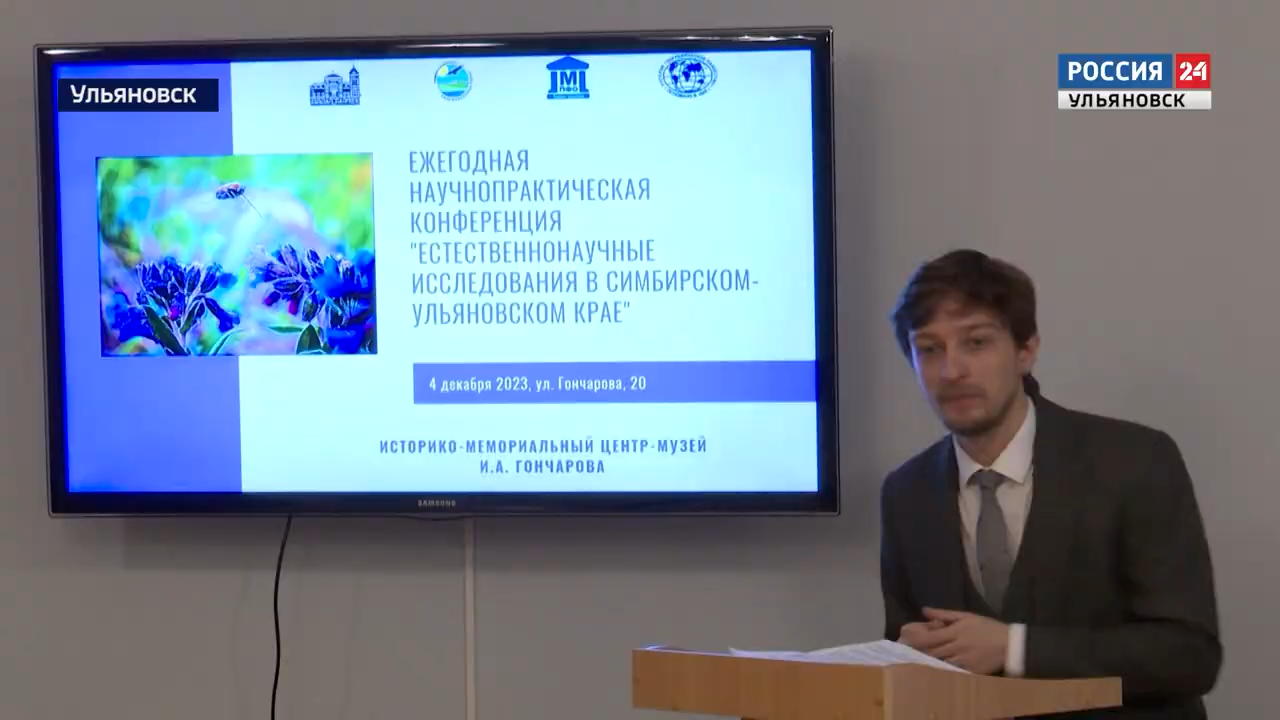 УЛЬЯНОВСК
РОССИЯ 24
УЛЬЯНОВСК
М
ПФО
ЕЖЕГОДНАЯ
НАУЧНОПРАКТИЧЕСКАЯ
КОНФЕРЕНЦИЯ
"ЕСТЕСТВЕННОНАУЧНЫЕ
ИССЛЕДОВАНИЯ В СИМБИРСКОМ-
УЛЬЯНОВСКОМ КРАЕ"
4 декабря 2023, ул. Гончарова, 20
ИСТОРИКО-МЕМОРИАЛЬНЫЙ ЦЕНТР-МУЗЕЙ
И.А. ГОНЧАРОВА
SAMSUNG